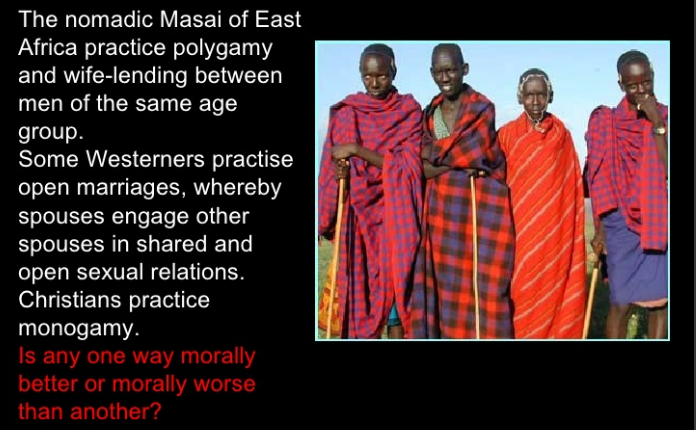 The nomadic Masai of East
Africa practice polygamy
and wife-lending between
men of the same age
group.
Some Westerners practise
open marriages, whereby
spouses engage other
spouses in shared and
open sexual relations.
Christians practice
monogamy.
Is any one way morally
better or morally worse
than another?